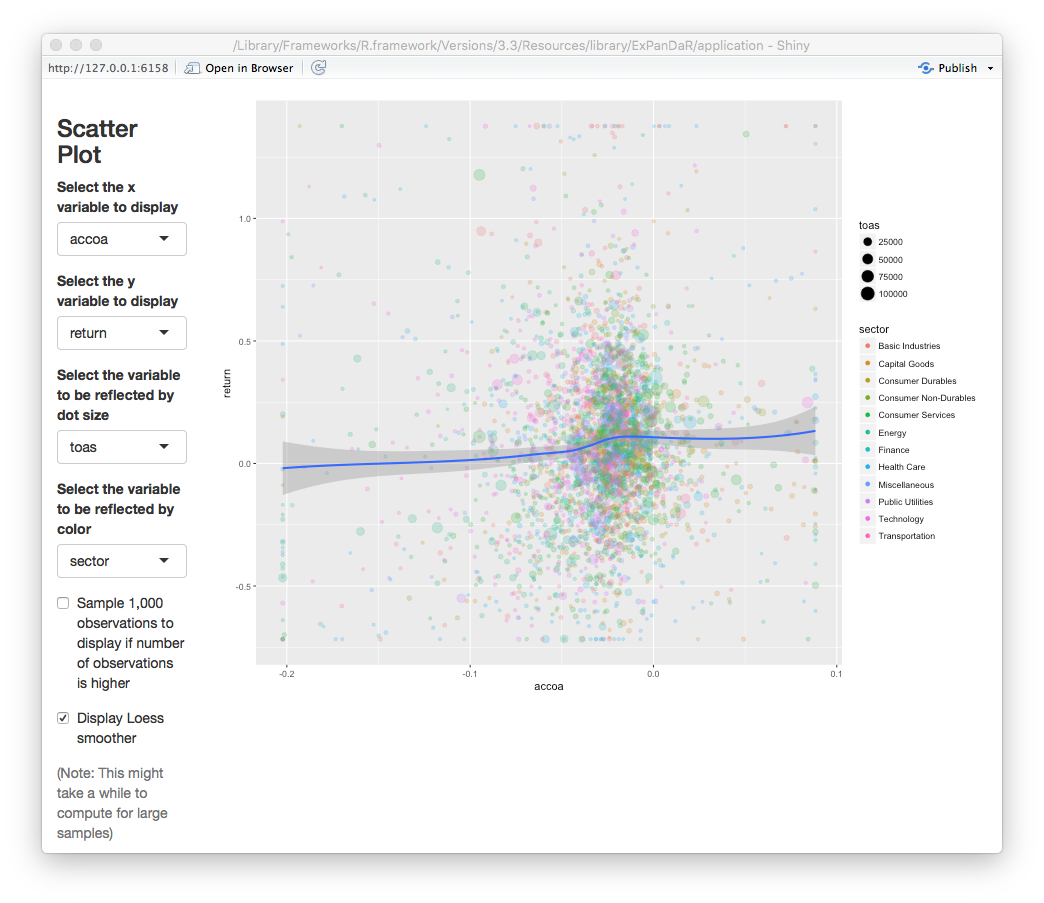 /Library/Frameworks/R.framework/Versions/3.3/Resources/library/ExPanDaR/application - Shiny
http://127.0.0.1:6158 Open in Browser Publish
Scatter
Plot
Select the x
variable to display
accoa
Select the y
variable to display
return
Select the variable
to be reflected by
dot size
toas
Select the variable
to be reflected by
color
sector
Sample 1,000
observations to
display if number
of observations
is higher
Display Loess
smoother
(Note: This might
take a while to
compute for large
samples)
return
1.0
0.5
0.0
-0.5
-0.2 -0.1 0.0 0.1
accoa
toas
25000
50000
75000
100000
sector
Basic Industries
Capital Goods
Consumer Durables
Consumer Non-Durables
Consumer Services
Energy
Finance
Health Care
Miscellaneous
Public Utilities
Technology
Transportation